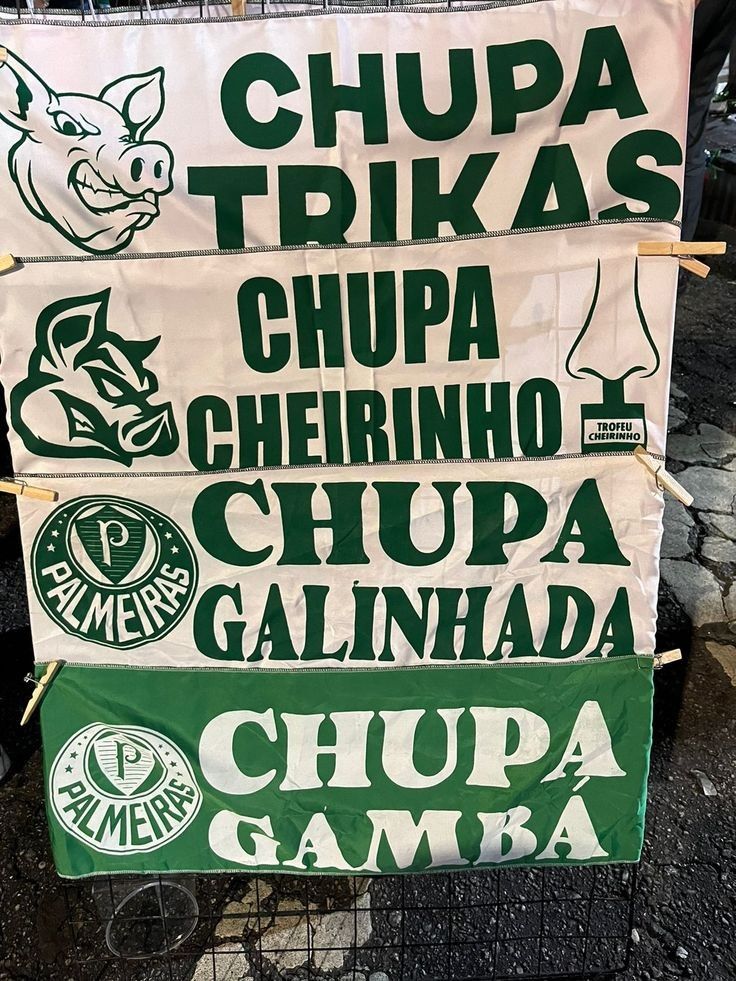 CHUPA
TRIKAS
CHUPA
CHEIRINHO
TROFEU
CHEIRINHO
P
PALMEIRAS
CHUPA
GALINHADA
P
PALMEIRAS
CHUPA
GAMBÁ